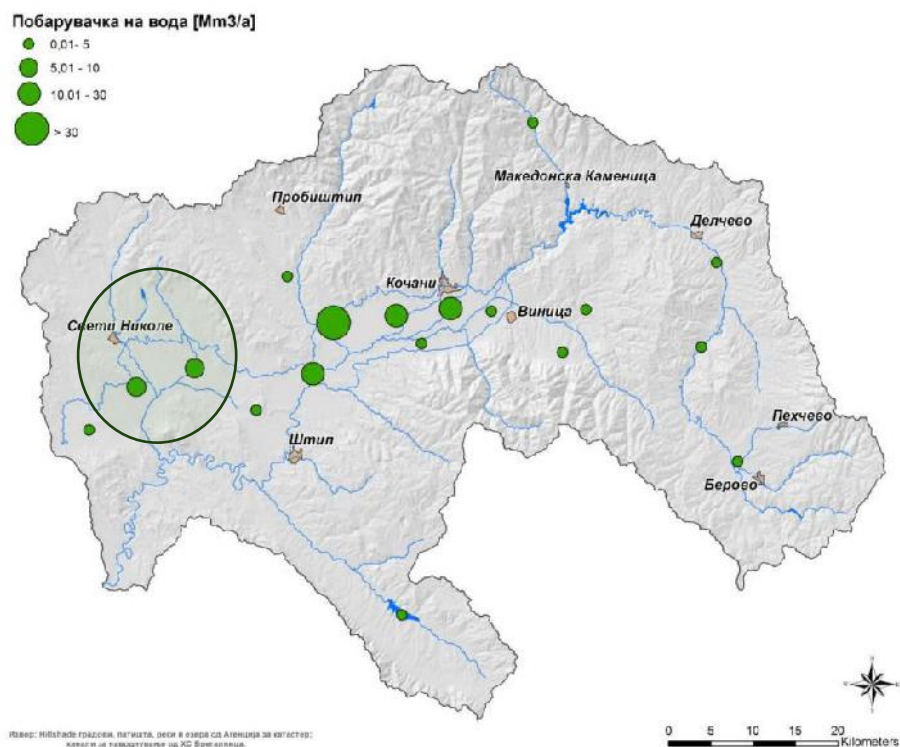 Побарувачка на вода [Mm3/a]
0,01- 5
5,01 - 10
10,01 - 30
> 30
Македонска Каменица
Пробиштип
Делчево
Кочани
Виница
Свети Николе
Пехчево
Штип
Берово
0 5 10 20
Kilometers